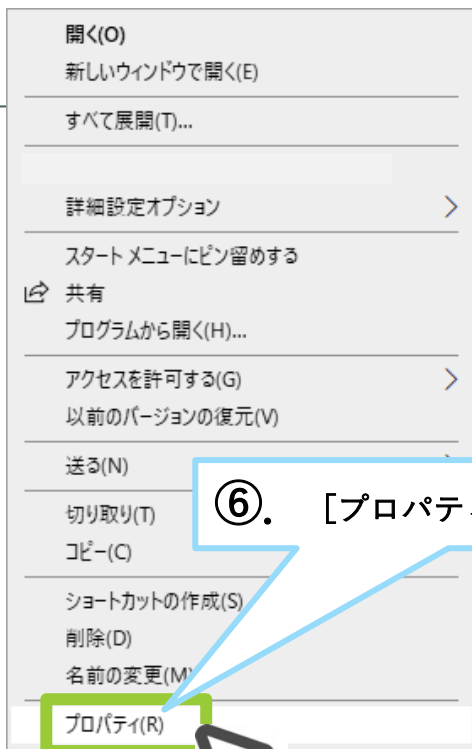 開く(O)
新しいウィンドウで開く(E)
すべて展開(T)...
詳細設定オプション
スタート メニューにピン留めする
共有
プログラムから開く(H)...
アクセスを許可する(G)
以前のバージョンの復元(V)
送る(N)
⑥. [プロパテ
切り取り(T)
コピー(C)
ショートカットの作成(S)
削除(D)
名前の変更(M)
プロパティ(R)